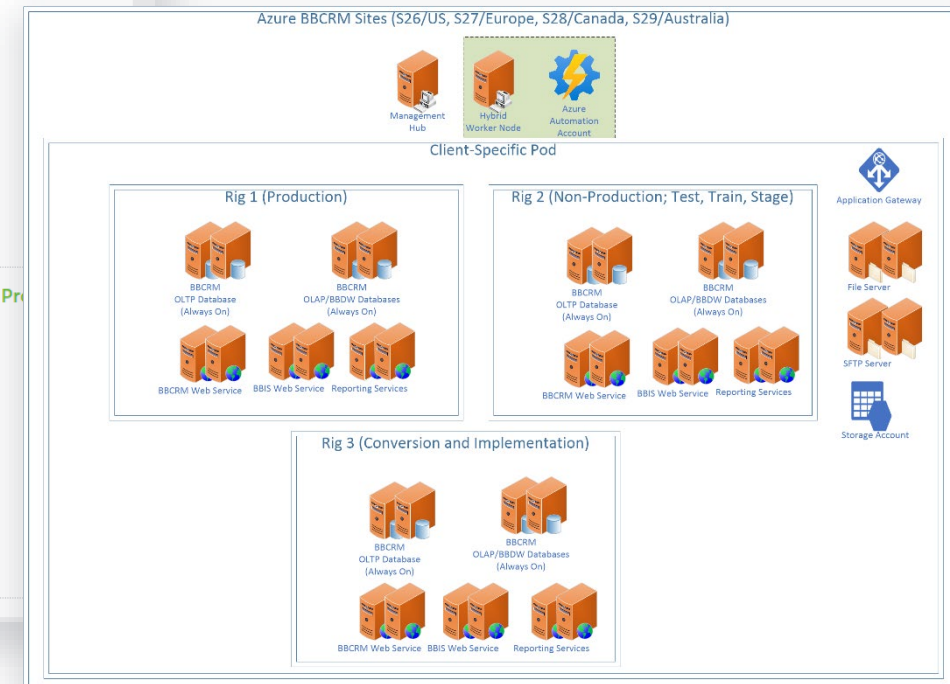 Azure BBCRM Sites (S26/US, S27/Europe, S28/Canada, S29/Australia)
Management
Hub
Hybrid
Worker Node
Azure
Automation
Account
Client-Specific Pod
Rig 1 (Production)
BBCRM
OLTP Database
(Always On)
BBCRM
OLAP/BBDW Databases
(Always On)
BBCRM Web Service
BBIS Web Service
Reporting Services
Rig 2 (Non-Production; Test, Train, Stage)
BBCRM
OLTP Database
(Always On)
BBCRM
OLAP/BBDW Databases
(Always On)
BBCRM Web Service
BBIS Web Service
Reporting Services
Application Gateway
File Server
SFTP Server
Storage Account
Pr
Rig 3 (Conversion and Implementation)
BBCRM
OLTP Database
(Always On)
BBCRM
OLAP/BBDW Databases
(Always On)
BBCRM Web Service
BBIS Web Service
Reporting Services